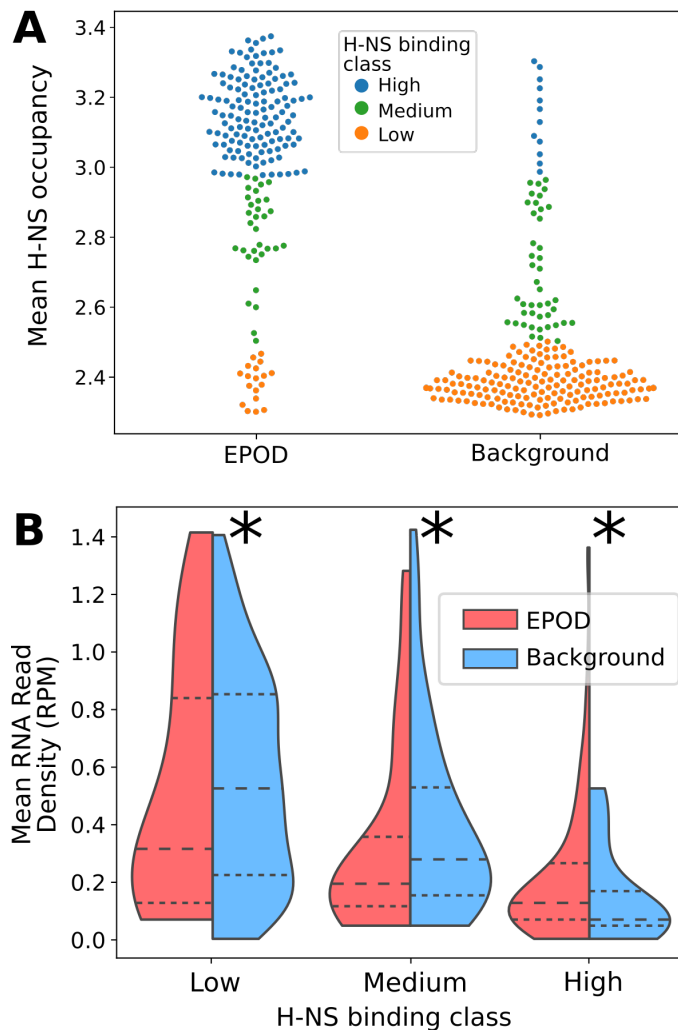 A
Mean H-NS occupancy
3.4
3.2
3.0
2.8
2.6
2.4
H-NS binding
class
High
Medium
Low
EPOD
Background
B
Mean RNA Read
Density (RPM)
1.4
1.2
1.0
0.8
0.6
0.4
0.2
0.0
*
*
*
EPOD
Background
Low
Medium
High
H-NS binding class